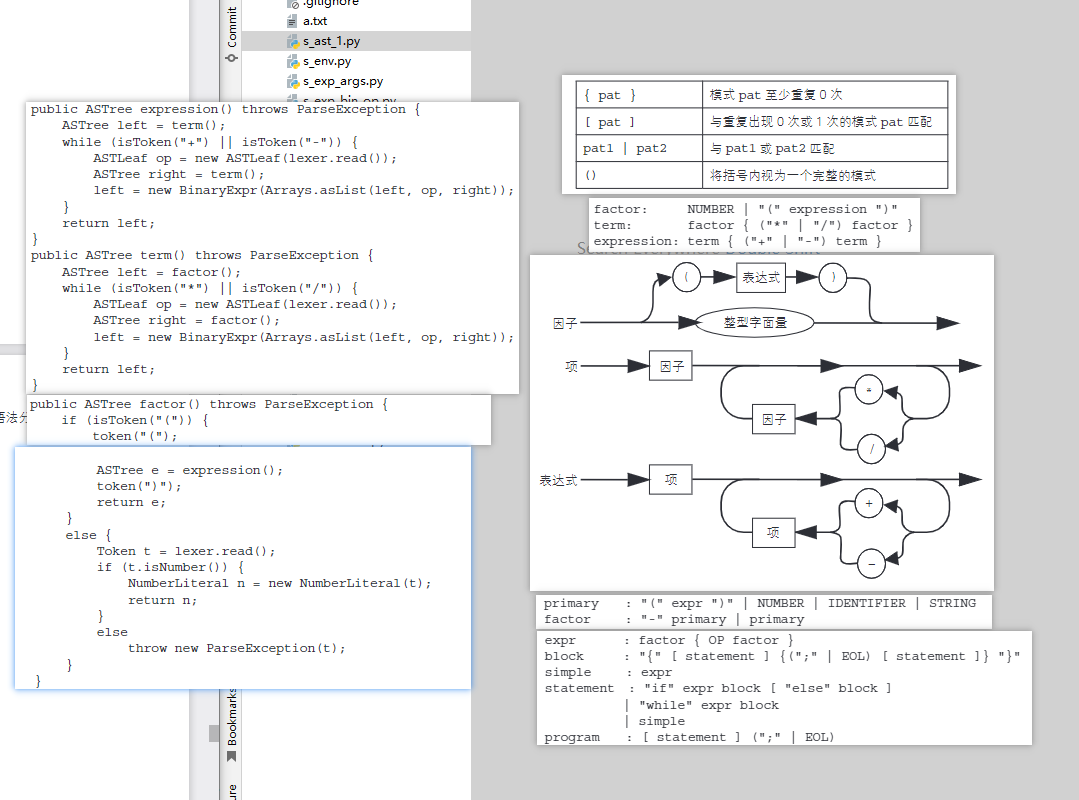 .gitignore
a.txt
s_ast_1.py
s_env.py
s_exp_args.py
s_exp_bin_op.py
Commit
public ASTree expression() throws ParseException {
    ASTree left = term();
    while (isToken("+") || isToken("-")) {
        ASTLeaf op = new ASTLeaf(lexer.read());
        ASTree right = term();
        left = new BinaryExpr(Arrays.asList(left, op, right));
    }
    return left;
}
public ASTree term() throws ParseException {
    ASTree left = factor();
    while (isToken("*") || isToken("/")) {
        ASTLeaf op = new ASTLeaf(lexer.read());
        ASTree right = factor();
        left = new BinaryExpr(Arrays.asList(left, op, right));
    }
    return left;
}
语法分
public ASTree factor() throws ParseException {
    if (isToken("(")) {
        token("(");
        ASTree e = expression();
        token(")");
        return e;
    }
    else {
        Token t = lexer.read();
        if (t.isNumber()) {
            NumberLiteral n = new NumberLiteral(t);
            return n;
        }
        else
            throw new ParseException(t);
    }
}
Bookmarks
{ pat } 模式 pat 至少重复 0 次
[ pat ] 与重复出现 0 次或 1 次的模式 pat 匹配
pat1 | pat2 与 pat1 或 pat2 匹配
() 将括号内视为一个完整的模式
factor: NUMBER | "(" expression ")"
term: factor { ("*" | "/") factor }
expression: term { ("+" | "-") term }
( 表达式 )
因子 整型字面量
项 因子
*
因子
/
表达式 项
+
项
-
primary : "(" expr ")" | NUMBER | IDENTIFIER | STRING
factor : "-" primary | primary
expr : factor { OP factor }
block : "{" [ statement ] {(";" | EOL) [ statement ]} "}"
simple : expr
statement : "if" expr block [ "else" block ]
| "while" expr block
| simple
program : [ statement ] (";" | EOL)